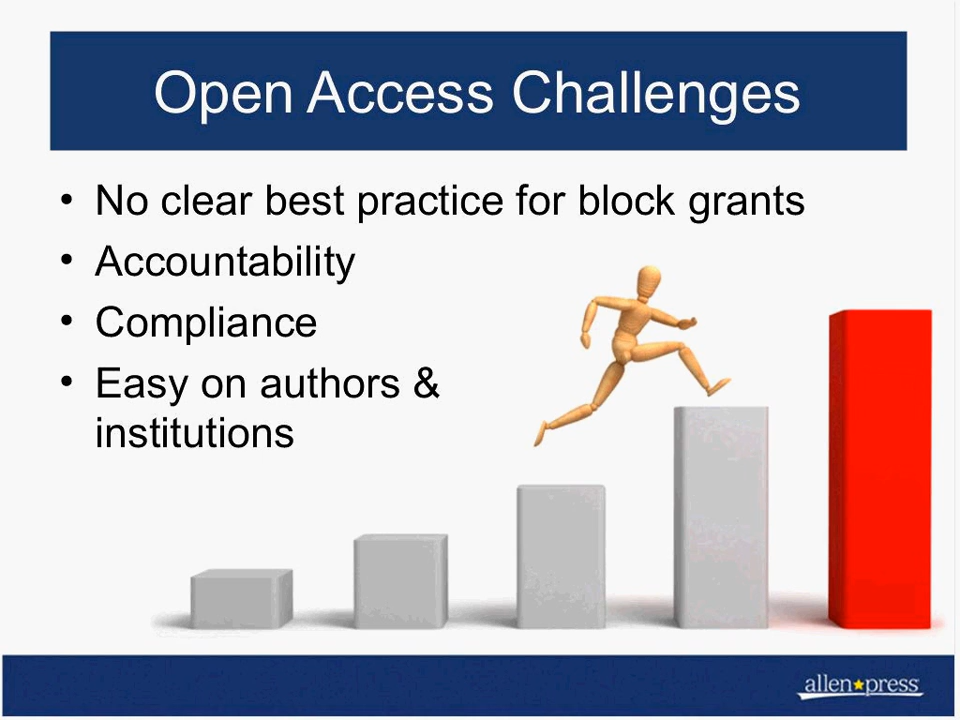 Open Access Challenges
• No clear best practice for block grants
• Accountability
• Compliance
• Easy on authors &
institutions
allen★press